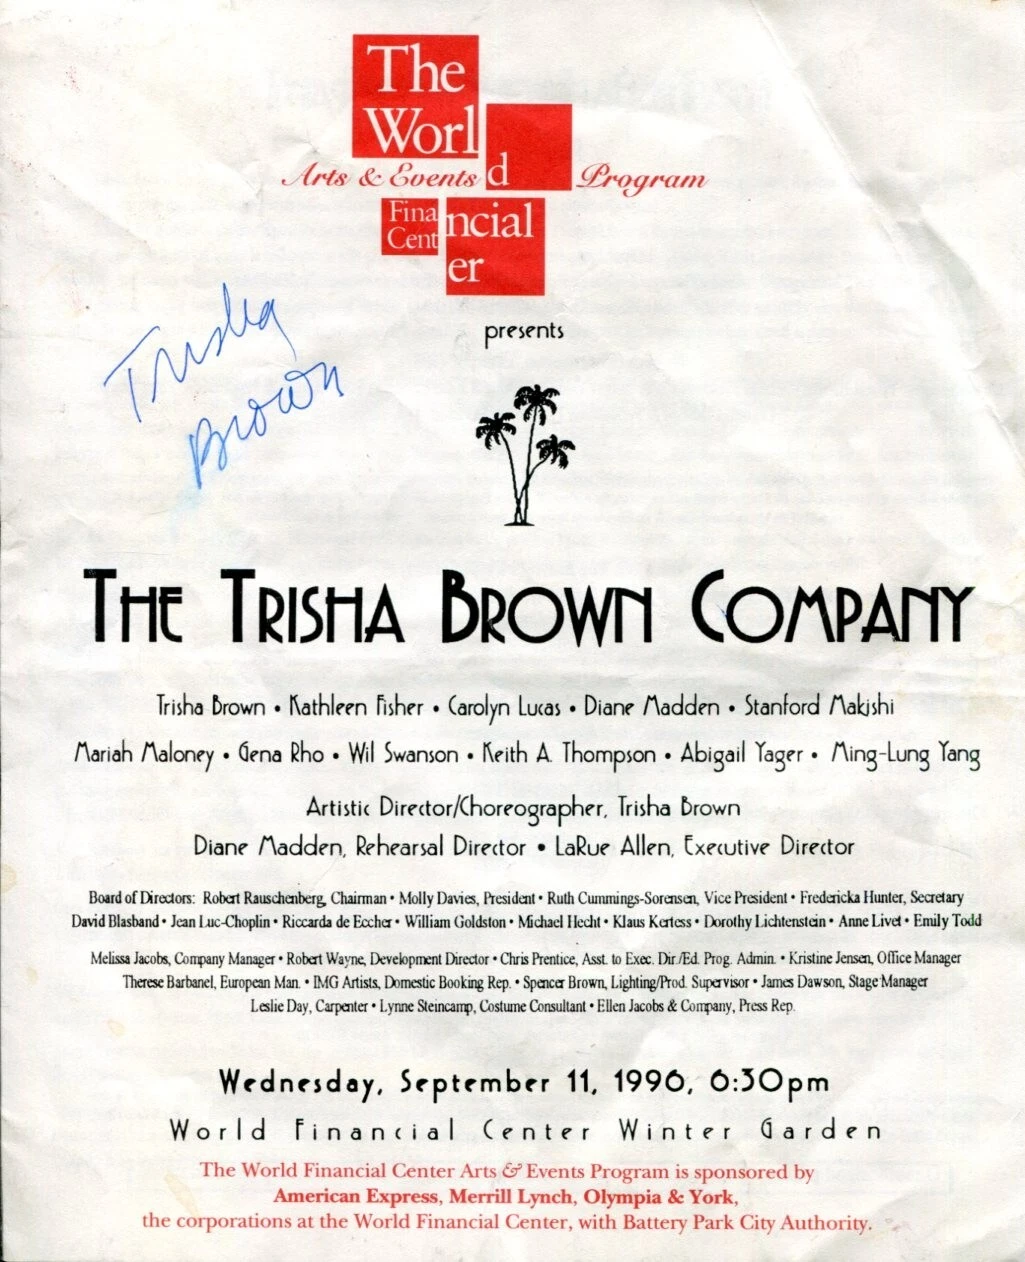 The
World
Arts & Events Program
Financial
Center
presents
Trisha
Brown
THE TRISHA BROWN COMPANY
Trisha Brown • Kathleen Fisher • Carolyn Lucas • Diane Madden • Stanford Makishi
Mariah Maloney • Gena Rho • Wil Swanson • Keith A. Thompson • Abigail Yager • Ming-Lung Yang
Artistic Director/Choreographer, Trisha Brown
Diane Madden, Rehearsal Director • LaRue Allen, Executive Director
Board of Directors: Robert Rauschenberg, Chairman • Molly Davies, President • Ruth Cummings-Sorensen, Vice President • Fredericka Hunter, Secretary
David Blasband • Jean Luc-Choplin • Riccarda de Eccher • William Goldston • Michael Hecht • Klaus Kertess • Dorothy Lichtenstein • Anne Livet • Emily Todd
Melissa Jacobs, Company Manager • Robert Wayne, Development Director • Chris Prentice, Asst. to Exec. Dir./Ed. Prog. Admin. • Kristine Jensen, Office Manager
Therese Barbanel, European Man. • IMG Artists, Domestic Booking Rep. • Spencer Brown, Lighting/Prod. Supervisor • James Dawson, Stage Manager
Leslie Day, Carpenter • Lynne Steincamp, Costume Consultant • Ellen Jacobs & Company, Press Rep.
Wednesday, September 11, 1996, 6:30pm
World Financial Center Winter Garden
The World Financial Center Arts & Events Program is sponsored by
American Express, Merrill Lynch, Olympia & York,
the corporations at the World Financial Center, with Battery Park City Authority.